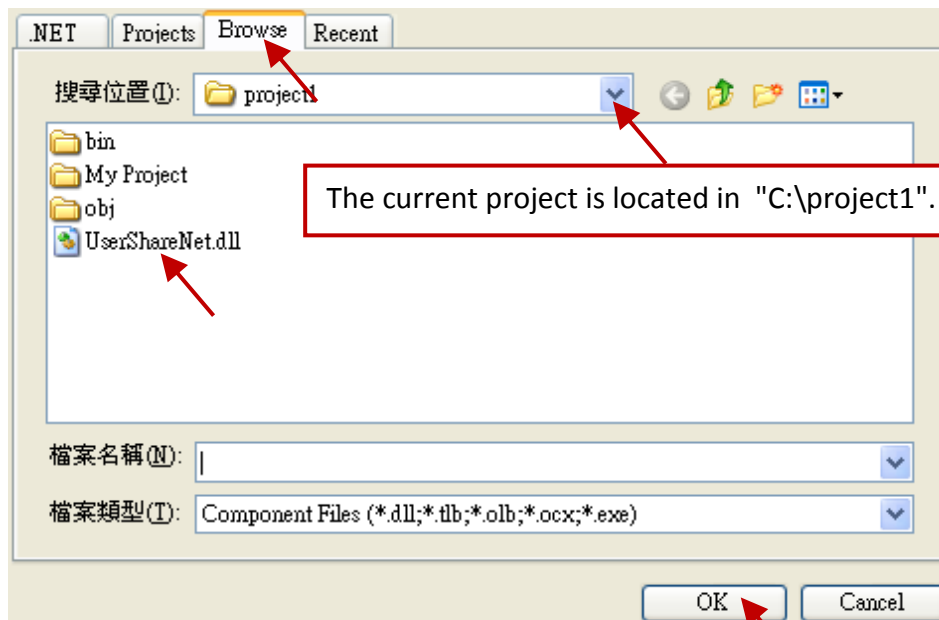 .NET Projects Browse Recent
搜尋位置(I): project1
bin
My Project
obj
UserShareNet.dll
The current project is located in "C:\project1".
檔案名稱(N):
檔案類型(T): Component Files (*.dll;*.tlb;*.olb;*.ocx;*.exe)
OK Cancel